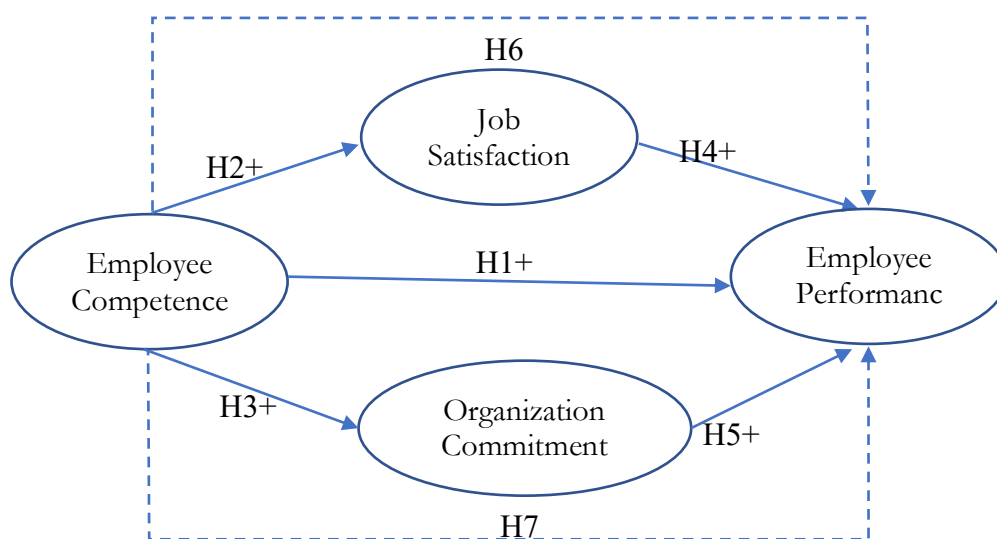 H6
Job
Satisfaction
H2+
H4+
Employee
Competence
H1+
Employee
Performanc
H3+
Organization
Commitment
H5+
H7